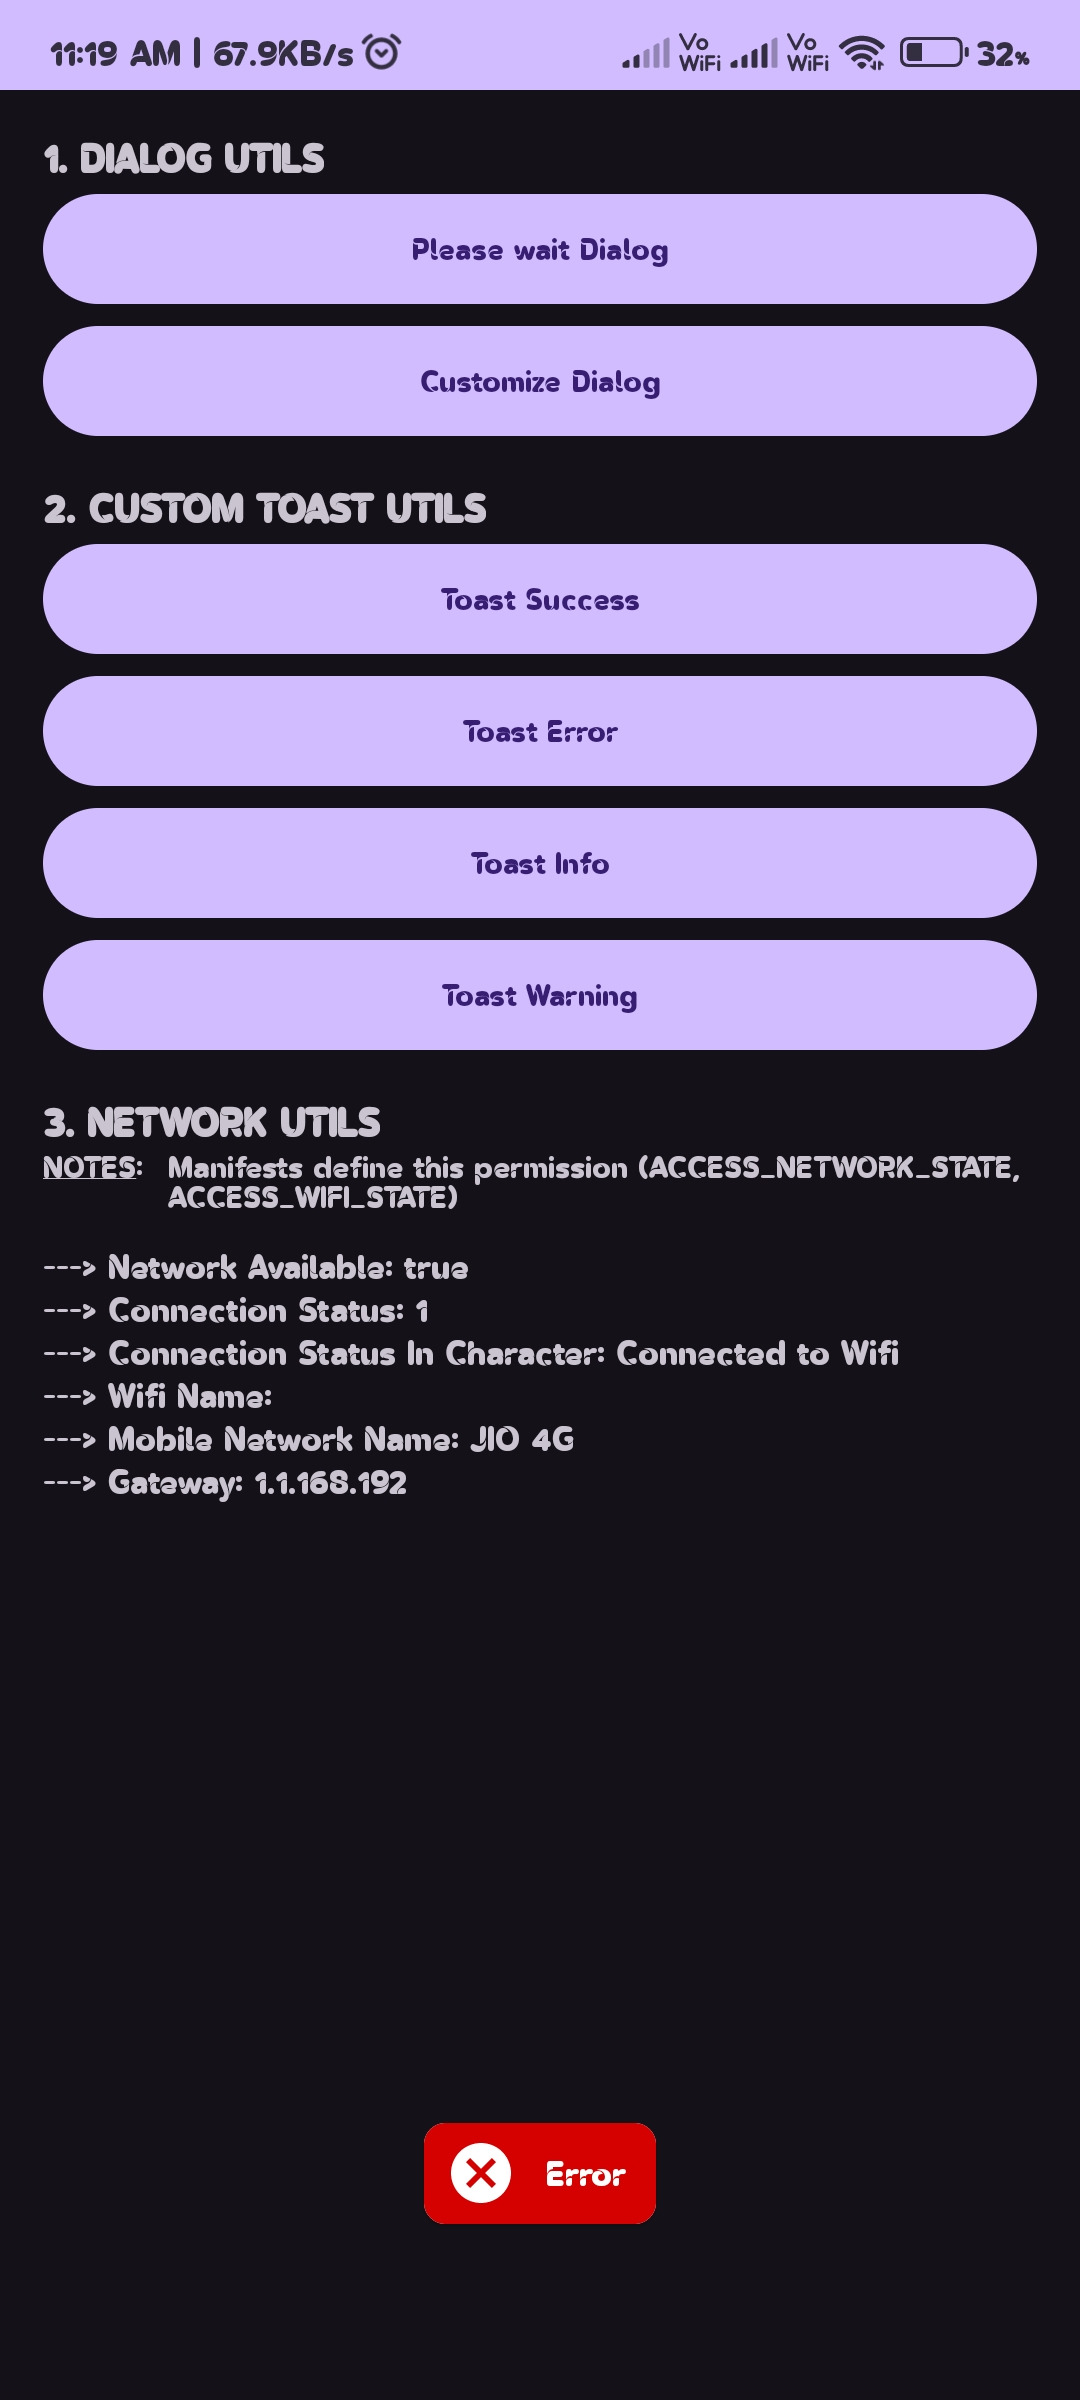 11:19 AM | 67.9KB/s
Vo WiFi Vo WiFi 32%
1. DIALOG UTILS
Please wait Dialog
Customize Dialog
2. CUSTOM TOAST UTILS
Toast Success
Toast Error
Toast Info
Toast Warning
3. NETWORK UTILS
NOTES: Manifests define this permission (ACCESS_NETWORK_STATE,
ACCESS_WIFI_STATE)
---> Network Available: true
---> Connection Status: 1
---> Connection Status In Character: Connected to Wifi
---> Wifi Name:
---> Mobile Network Name: JIO 4G
---> Gateway: 1.1.168.192
Error